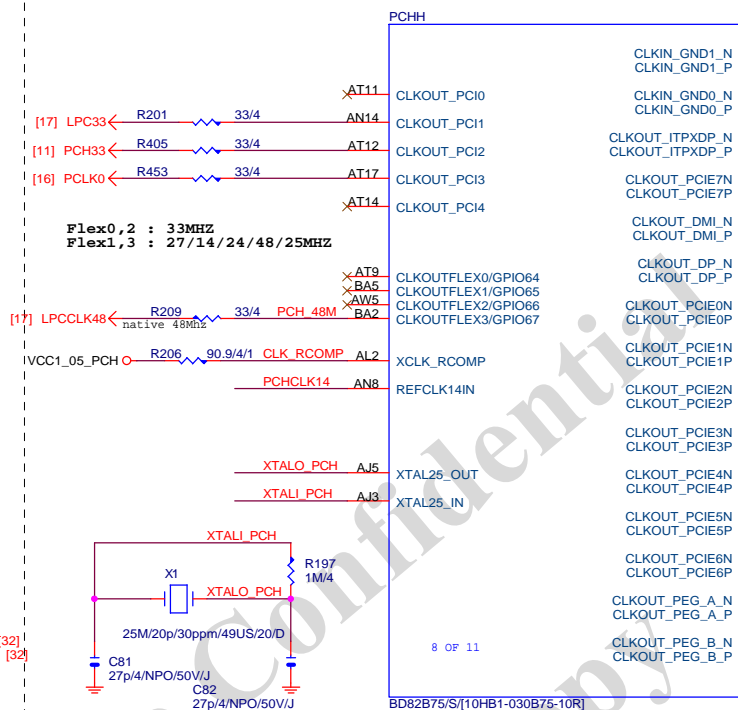 PCHH
CLKIN_GND1_N
CLKIN_GND1_P
AT11
CLKOUT_PCI0
CLKIN_GND0_N
CLKIN_GND0_P
[17] LPC33
R201
33/4
AN14
CLKOUT_PCI1
[11] PCH33
R405
33/4
AT12
CLKOUT_PCI2
CLKOUT_ITPXDP_N
CLKOUT_ITPXDP_P
[16] PCLK0
R453
33/4
AT17
CLKOUT_PCI3
CLKOUT_PCIE7N
CLKOUT_PCIE7P
AT14
CLKOUT_PCI4
Flex0,2 : 33MHZ
Flex1,3 : 27/14/24/48/25MHZ
CLKOUT_DMI_N
CLKOUT_DMI_P
CLKOUT_DP_N
CLKOUT_DP_P
AT9
CLKOUTFLEX0/GPIO64
BA5
CLKOUTFLEX1/GPIO65
AW5
CLKOUTFLEX2/GPIO66
[17] LPCCLK48
R209
33/4
PCH_48M
BA2
CLKOUTFLEX3/GPIO67
native 48Mhz
CLKOUT_PCIE0N
CLKOUT_PCIE0P
VCC1_05_PCH
R206
90.9/4/1
CLK_RCOMP
AL2
XCLK_RCOMP
CLKOUT_PCIE1N
CLKOUT_PCIE1P
PCHCLK14
AN8
REFCLK14IN
CLKOUT_PCIE2N
CLKOUT_PCIE2P
CLKOUT_PCIE3N
CLKOUT_PCIE3P
XTALO_PCH
AJ5
XTAL25_OUT
CLKOUT_PCIE4N
CLKOUT_PCIE4P
XTALI_PCH
AJ3
XTAL25_IN
CLKOUT_PCIE5N
CLKOUT_PCIE5P
XTALI_PCH
R197
1M/4
X1
XTALO_PCH
CLKOUT_PCIE6N
CLKOUT_PCIE6P
25M/20p/30ppm/49US/20/D
CLKOUT_PEG_A_N
CLKOUT_PEG_A_P
[32]
[32]
8 OF 11
CLKOUT_PEG_B_N
CLKOUT_PEG_B_P
C81
27p/4/NPO/50V/J
C82
27p/4/NPO/50V/J
BD82B75/S/[10HB1-030B75-10R]
Confidential